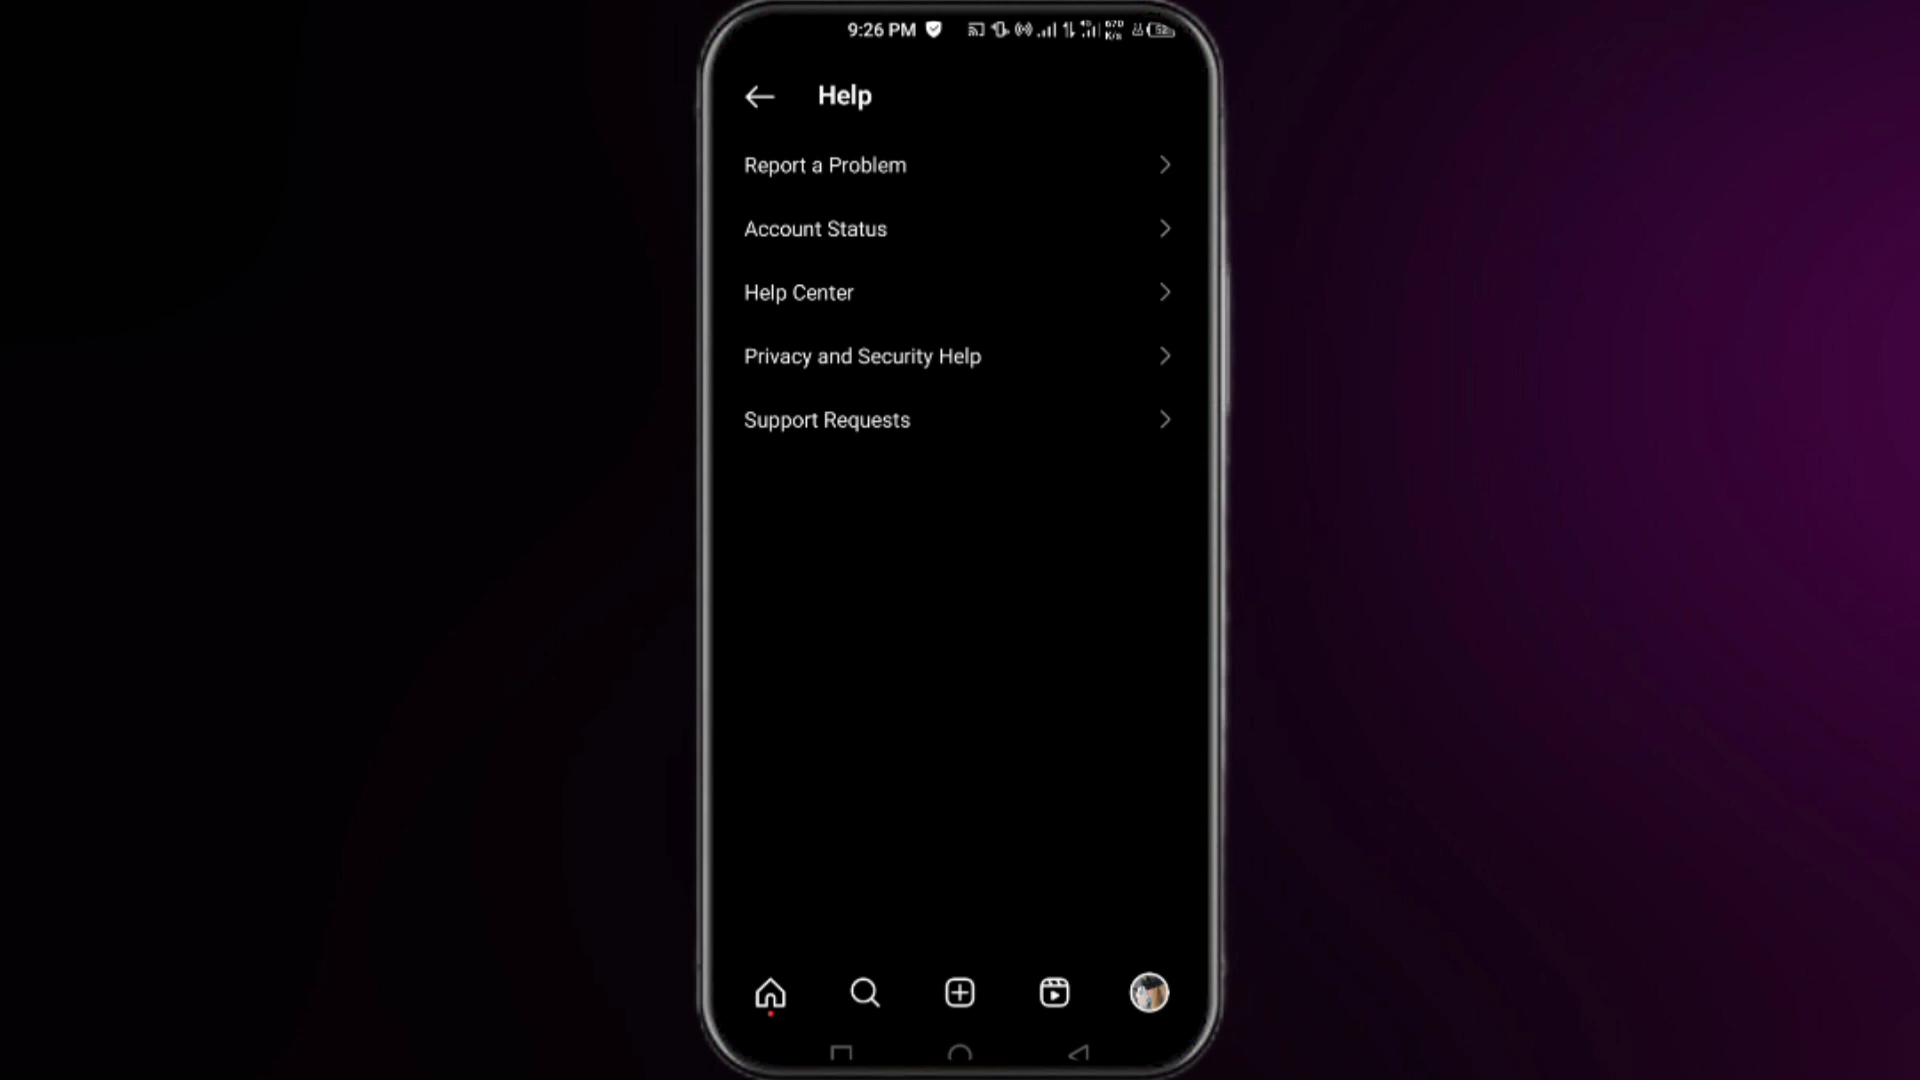 9:26 PM
Help
Report a Problem
Account Status
Help Center
Privacy and Security Help
Support Requests